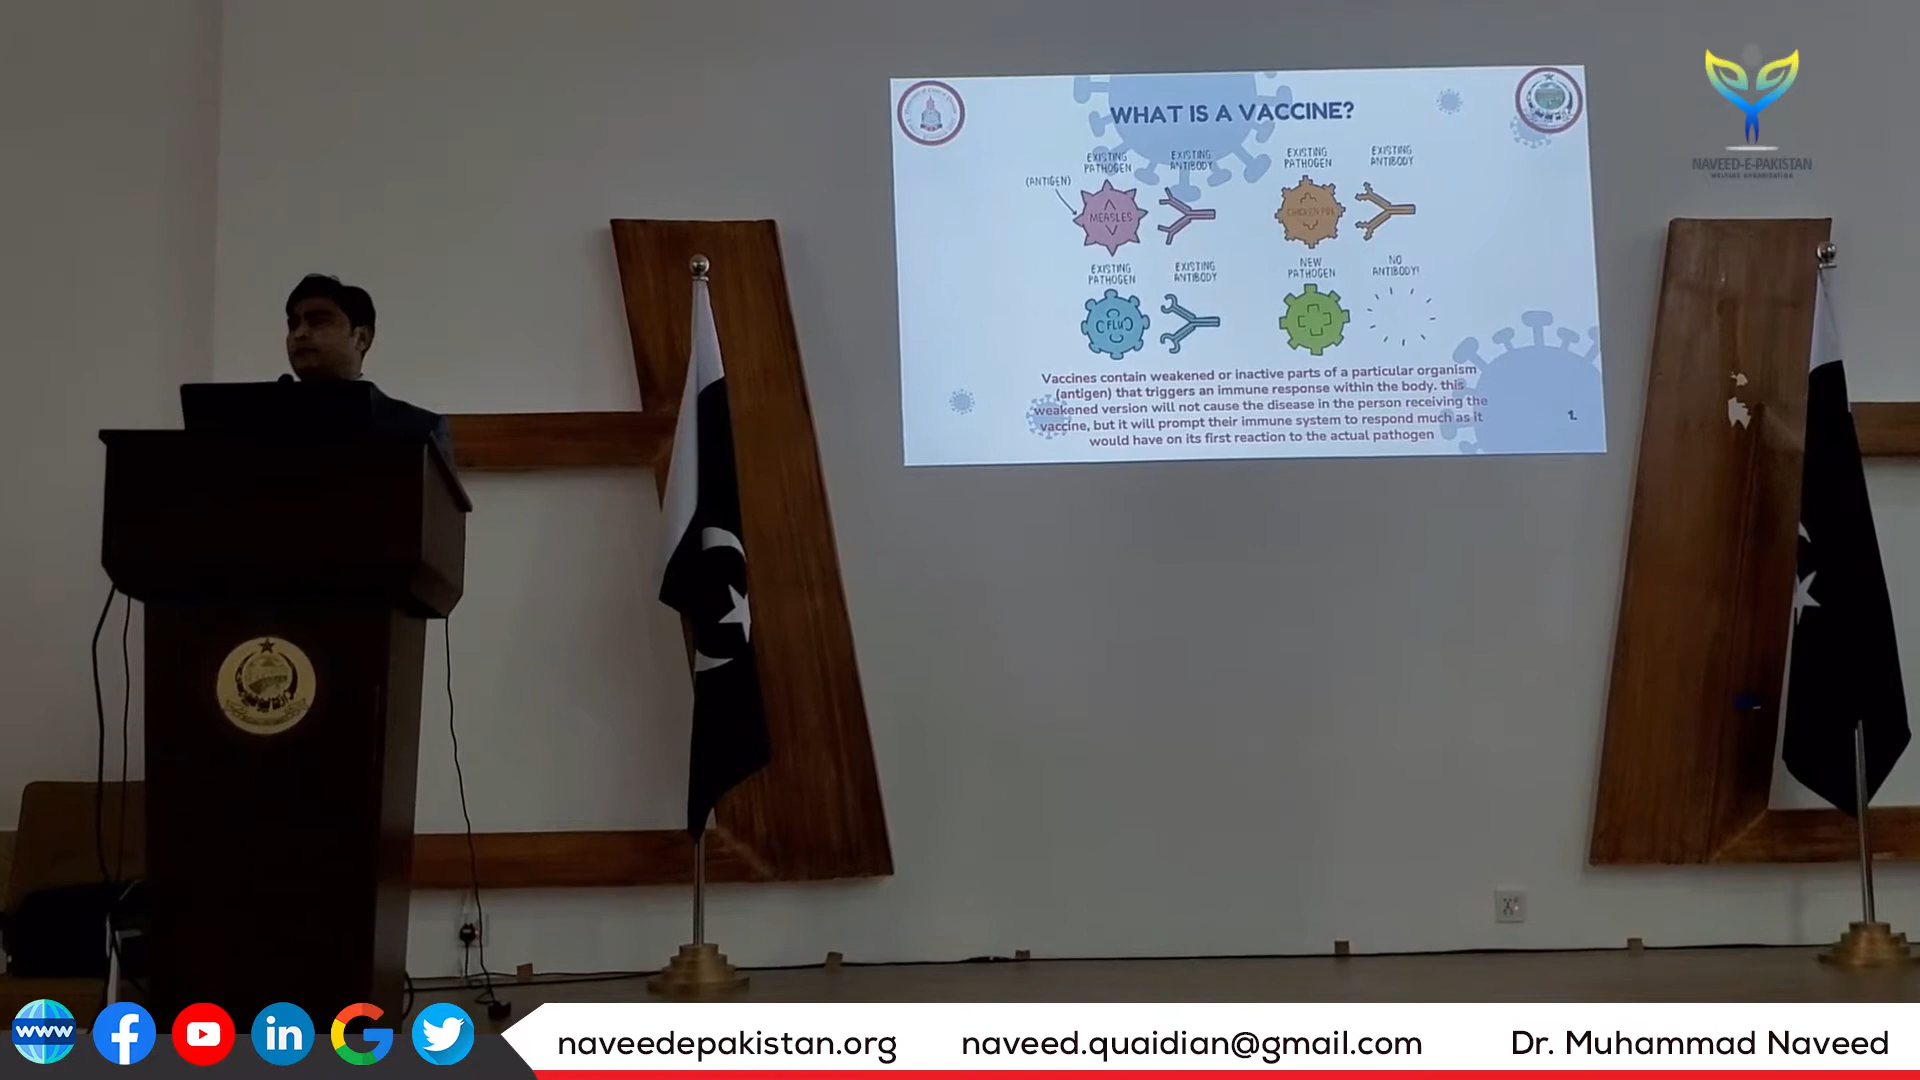 WHAT IS A VACCINE?
EXISTING PATHOGEN
EXISTING ANTIBODY
EXISTING PATHOGEN
EXISTING ANTIBODY
(ANTIGEN)
MEASLES
CHICKEN POX
EXISTING PATHOGEN
EXISTING ANTIBODY
NEW PATHOGEN
NO ANTIBODY!
FLU
Vaccines contain weakened or inactive parts of a particular organism
(antigen) that triggers an immune response within the body. this
weakened version will not cause the disease in the person receiving the
vaccine, but it will prompt their immune system to respond much as it
would have on its first reaction to the actual pathogen
1.
NAVEED-E-PAKISTAN
WELFARE ORGANIZATION
www
naveedepakistan.org
naveed.quaidian@gmail.com
Dr. Muhammad Naveed